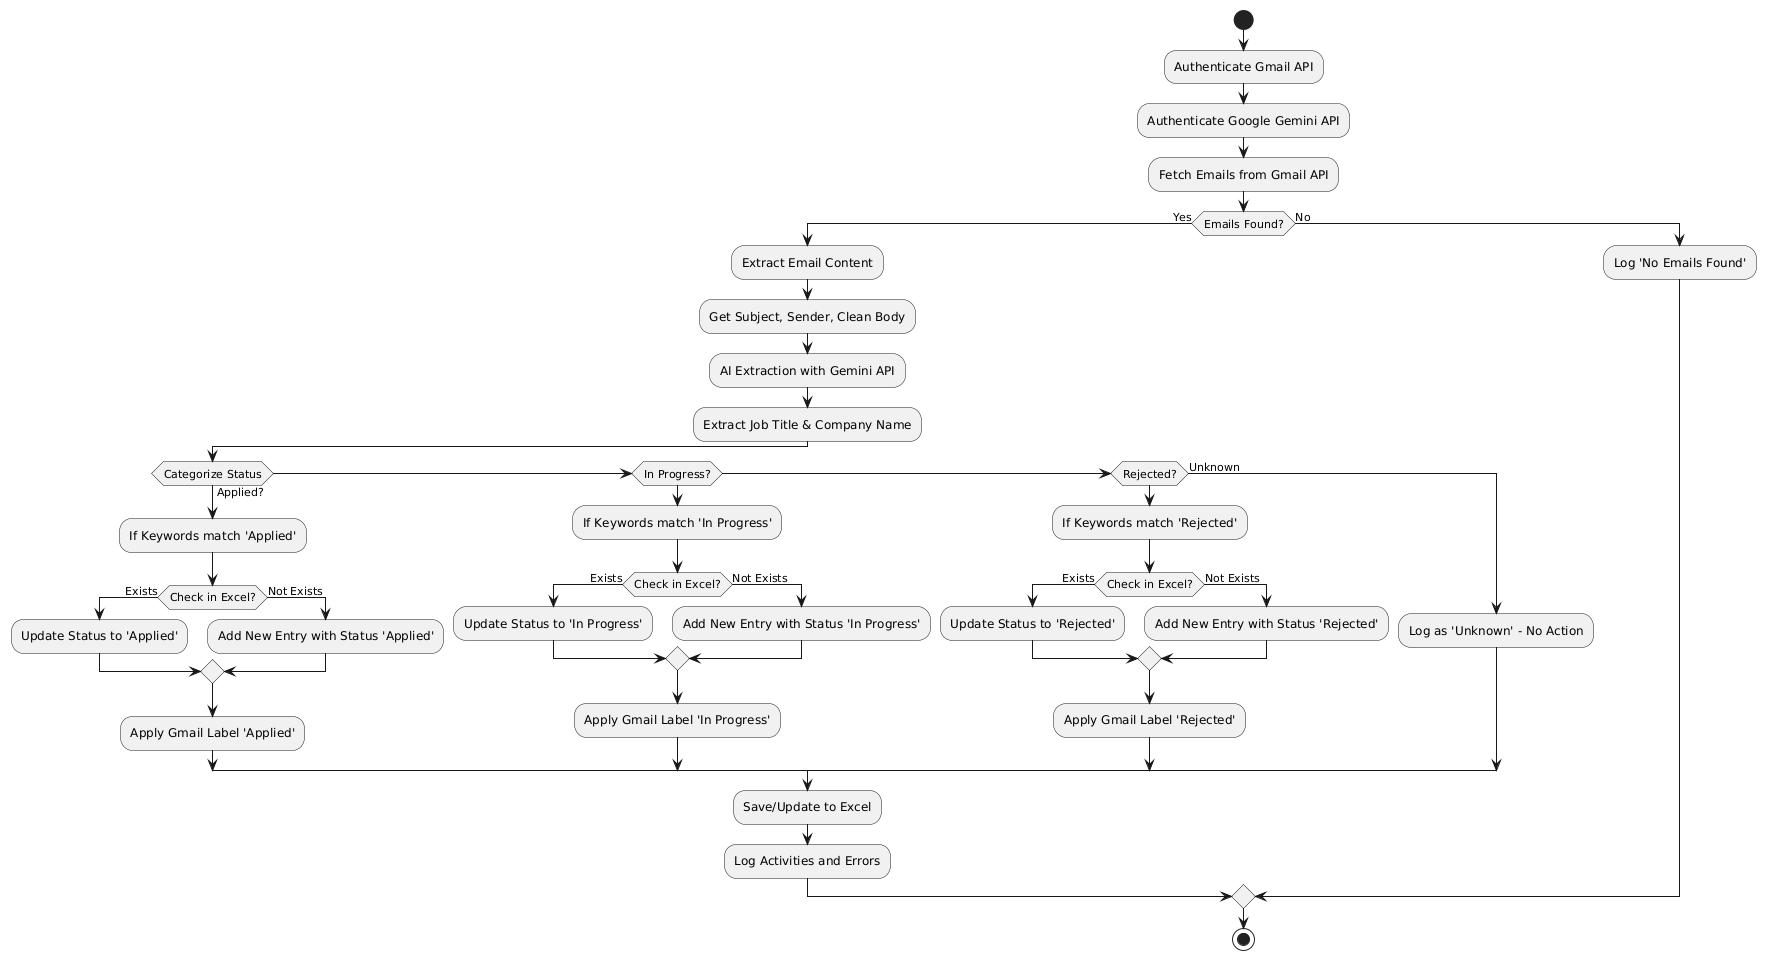 Authenticate Gmail API
Authenticate Google Gemini API
Fetch Emails from Gmail API
Yes
Emails Found?
No
Extract Email Content
Log 'No Emails Found'
Get Subject, Sender, Clean Body
AI Extraction with Gemini API
Extract Job Title & Company Name
Categorize Status
Applied?
In Progress?
Rejected?
Unknown
If Keywords match 'Applied'
If Keywords match 'In Progress'
If Keywords match 'Rejected'
Exists
Check in Excel?
Not Exists
Exists
Check in Excel?
Not Exists
Exists
Check in Excel?
Not Exists
Update Status to 'Applied'
Add New Entry with Status 'Applied'
Update Status to 'In Progress'
Add New Entry with Status 'In Progress'
Update Status to 'Rejected'
Add New Entry with Status 'Rejected'
Log as 'Unknown' - No Action
Apply Gmail Label 'Applied'
Apply Gmail Label 'In Progress'
Apply Gmail Label 'Rejected'
Save/Update to Excel
Log Activities and Errors